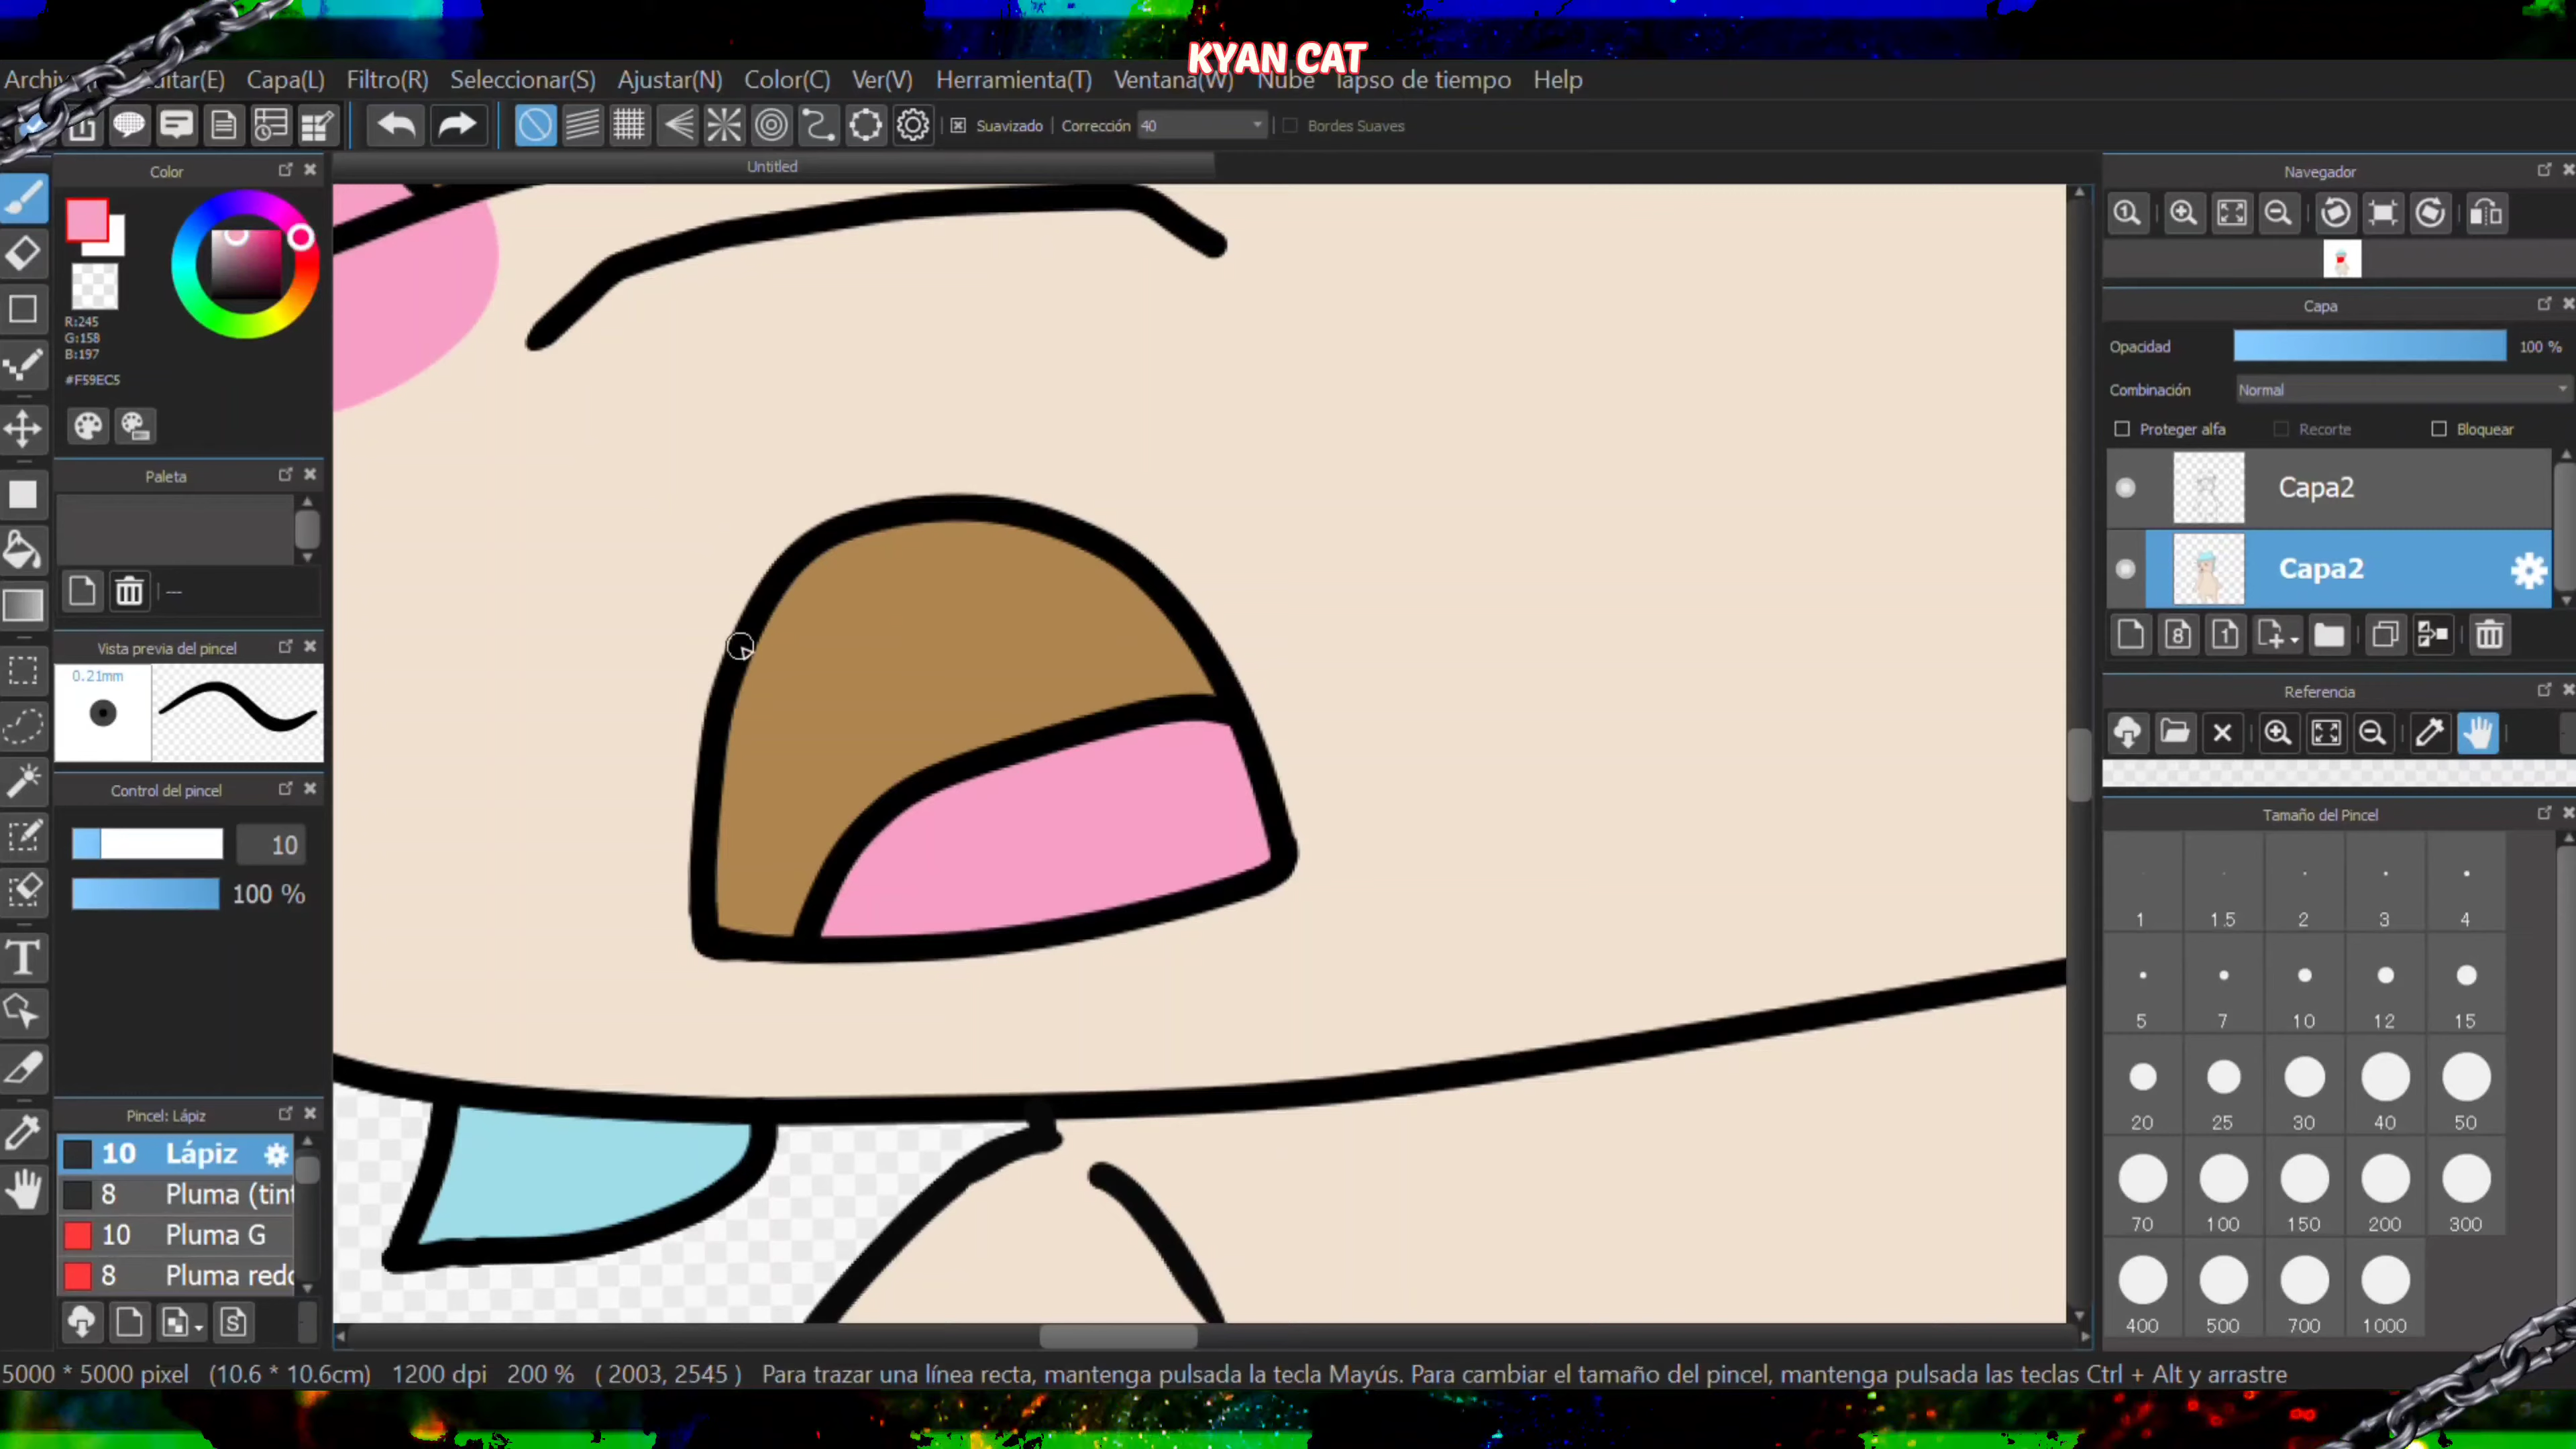 KYAN CAT
Capa(L) Filtro(R) Seleccionar(S) Ajustar(N) Color(C) Ver(V) Herramienta(T) Ventana(W) Nube lapso de tiempo Help
Suavizado Corrección 40 Bordes Suaves
Untitled
Color
R:245
G:158
B:197
#F59EC5
Paleta
---
Vista previa del pincel
0.21mm
Control del pincel
10
100 %
Pincel: Lápiz
10 Lápiz
8 Pluma (tint
10 Pluma G
8 Pluma redo
Navegador
Capa
Opacidad 100 %
Combinación Normal
Proteger alfa Recorte Bloquear
Capa2
Capa2
8 1
Referencia
Tamaño del Pincel
1 1.5 2 3 4
5 7 10 12 15
20 25 30 40 50
70 100 150 200 300
400 500 700 1000
5000 * 5000 pixel (10.6 * 10.6cm) 1200 dpi 200 % ( 2003, 2545 ) Para trazar una línea recta, mantenga pulsada la tecla Mayús. Para cambiar el tamaño del pincel, mantenga pulsada las teclas Ctrl + Alt y arrastre